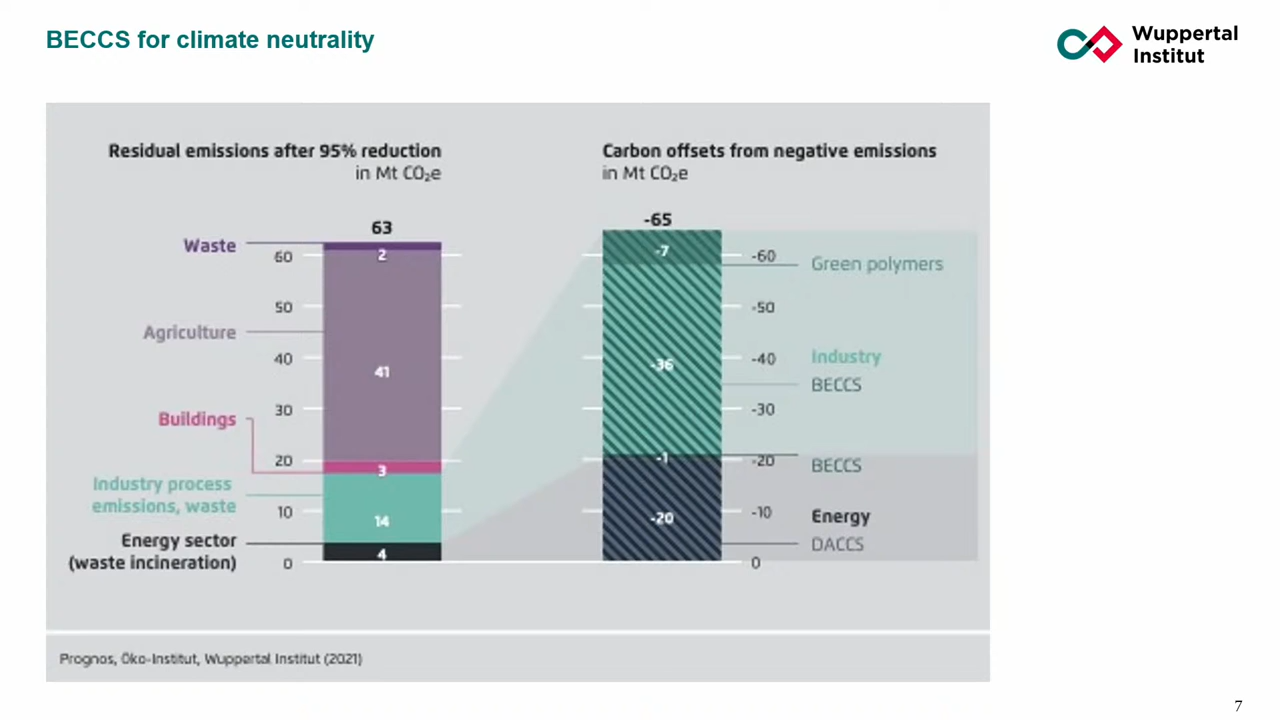 BECCS for climate neutrality
Wuppertal
Institut
Residual emissions after 95% reduction
in Mt CO₂e
63
Waste
2
60
50
Agriculture
40
41
30
Buildings
20
3
Industry process
emissions, waste
10
14
Energy sector
(waste incineration)
4
0
Carbon offsets from negative emissions
in Mt CO₂e
-65
-7
-60
Green polymers
-50
-36
-40
Industry
BECCS
-30
-1
-20
BECCS
-20
-10
Energy
DACCS
0
Prognos, Öko-Institut, Wuppertal Institut (2021)
7